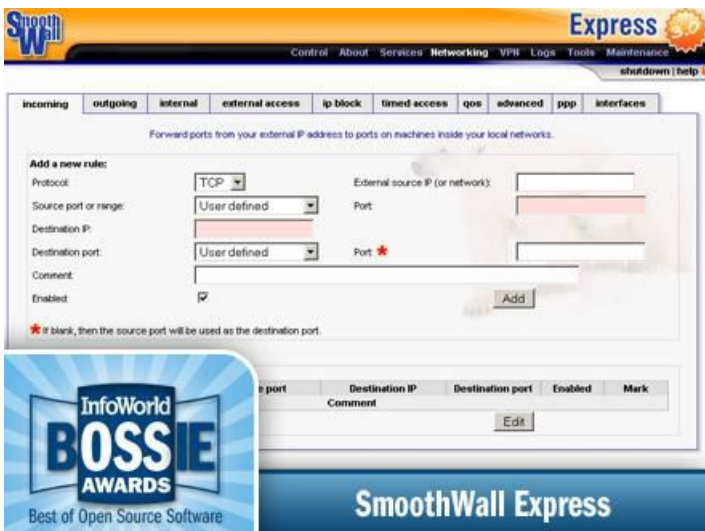 Smooth
Wall
Express 3.0
Control About Services Networking VPN Logs Tools Maintenance
shutdown | help
incoming outgoing internal external access ip block timed access qos advanced ppp interfaces
Forward ports from your external IP address to ports on machines inside your local networks.
Add a new rule:
Protocol: TCP External source IP (or network):
Source port or range: User defined Port:
Destination IP:
Destination port: User defined Port:
Comment:
Enabled: Add
If blank, then the source port will be used as the destination port.
port Destination IP Destination port Enabled Mark
Comment
Edit
InfoWorld
BOSSIE
AWARDS
Best of Open Source Software
SmoothWall Express